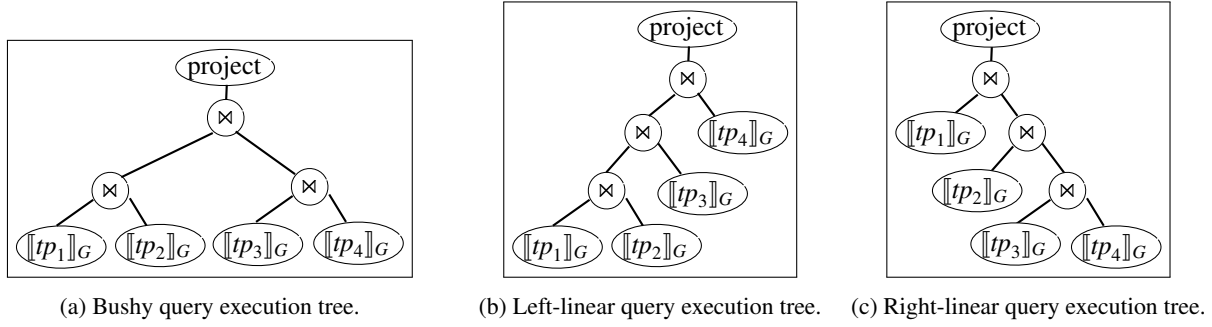 project
⋈
⋈ ⋈
⟦tp₁⟧G ⟦tp₂⟧G ⟦tp₃⟧G ⟦tp₄⟧G
(a) Bushy query execution tree.
project
⋈
⋈ ⟦tp₄⟧G
⋈ ⟦tp₃⟧G
⟦tp₁⟧G ⟦tp₂⟧G
(b) Left-linear query execution tree.
project
⋈
⟦tp₁⟧G ⋈
⟦tp₂⟧G ⋈
⟦tp₃⟧G ⟦tp₄⟧G
(c) Right-linear query execution tree.